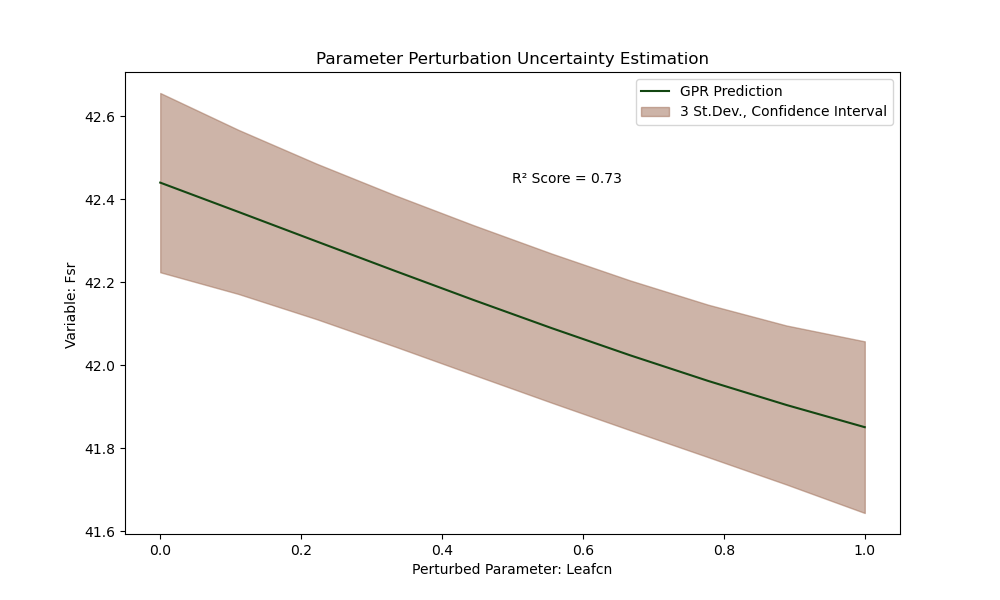 Parameter Perturbation Uncertainty Estimation
GPR Prediction
3 St.Dev., Confidence Interval
R² Score = 0.73
Variable: Fsr
42.6
42.4
42.2
42.0
41.8
41.6
0.0 0.2 0.4 0.6 0.8 1.0
Perturbed Parameter: Leafcn